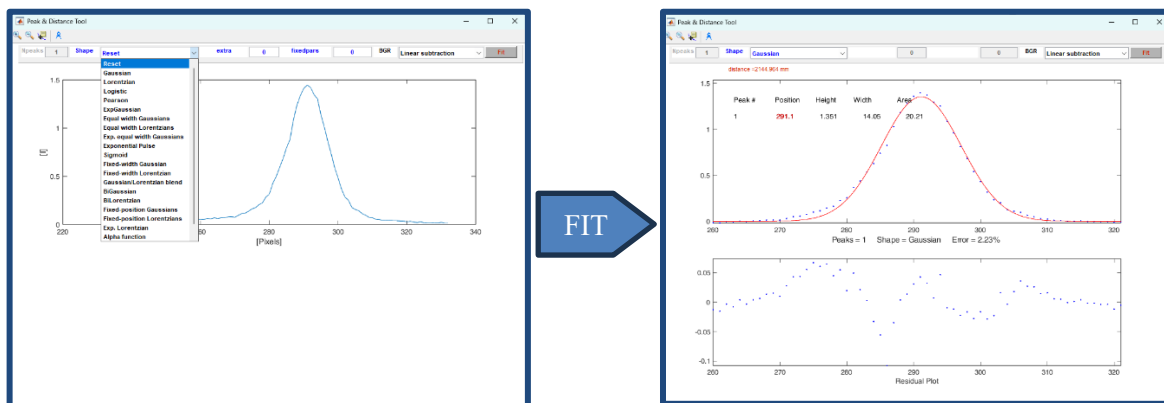 Peak & Distance Tool
Npeaks 1 Shape Reset extra 0 fixedpars 0 BGR Linear subtraction Fit
Reset
Gaussian
Lorentzian
Logistic
Pearson
ExpGaussian
Equal width Gaussians
Equal width Lorentzians
Exp. equal width Gaussians
Exponential Pulse
Sigmoid
Fixed-width Gaussian
Fixed-width Lorentzian
Gaussian/Lorentzian blend
BiGaussian
BiLorentzian
Fixed-position Gaussians
Fixed-position Lorentzians
Exp. Lorentzian
Alpha function
1.5
1
0.5
0
[I]
220 260 280 300 320 340
[Pixels]
FIT
Peak & Distance Tool
Npeaks 1 Shape Gaussian 0 0 BGR Linear subtraction Fit
distance =2144.964 mm
1.5
1
0.5
0
Peak # Position Height Width Area
1 291.1 1.351 14.05 20.21
260 270 280 290 300 310 320
Peaks = 1 Shape = Gaussian Error = 2.23%
0.05
0
-0.05
-0.1
260 270 280 290 300 310 320
Residual Plot